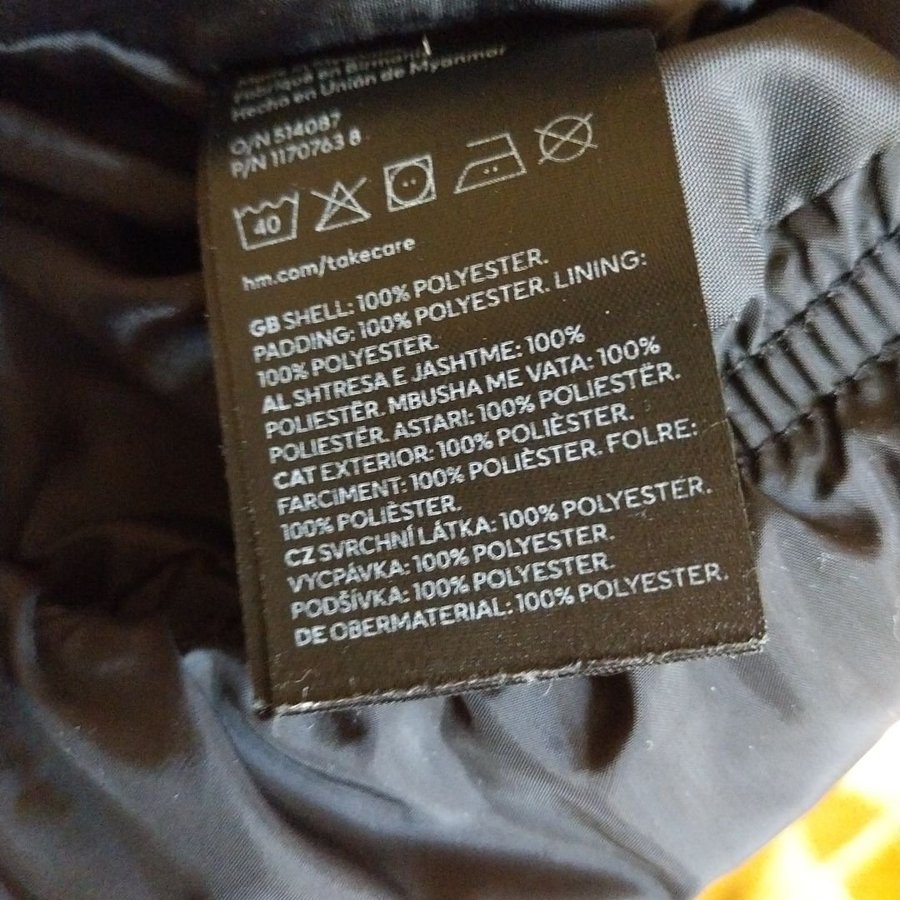 Fabriqué en Birmanie
Hecho en Unión de Myanmar
O/N 514087
P/N 1170763 8
40
hm.com/takecare
GB SHELL: 100% POLYESTER.
PADDING: 100% POLYESTER. LINING:
100% POLYESTER.
AL SHTRESA E JASHTME: 100%
POLIESTËR. MBUSHA ME VATA: 100%
POLIESTËR. ASTARI: 100% POLIESTËR.
CAT EXTERIOR: 100% POLIÈSTER.
FARCIMENT: 100% POLIÈSTER. FOLRE:
100% POLIÈSTER.
CZ SVRCHNÍ LÁTKA: 100% POLYESTER.
VYCPÁVKA: 100% POLYESTER.
PODŠÍVKA: 100% POLYESTER.
DE OBERMATERIAL: 100% POLYESTER.